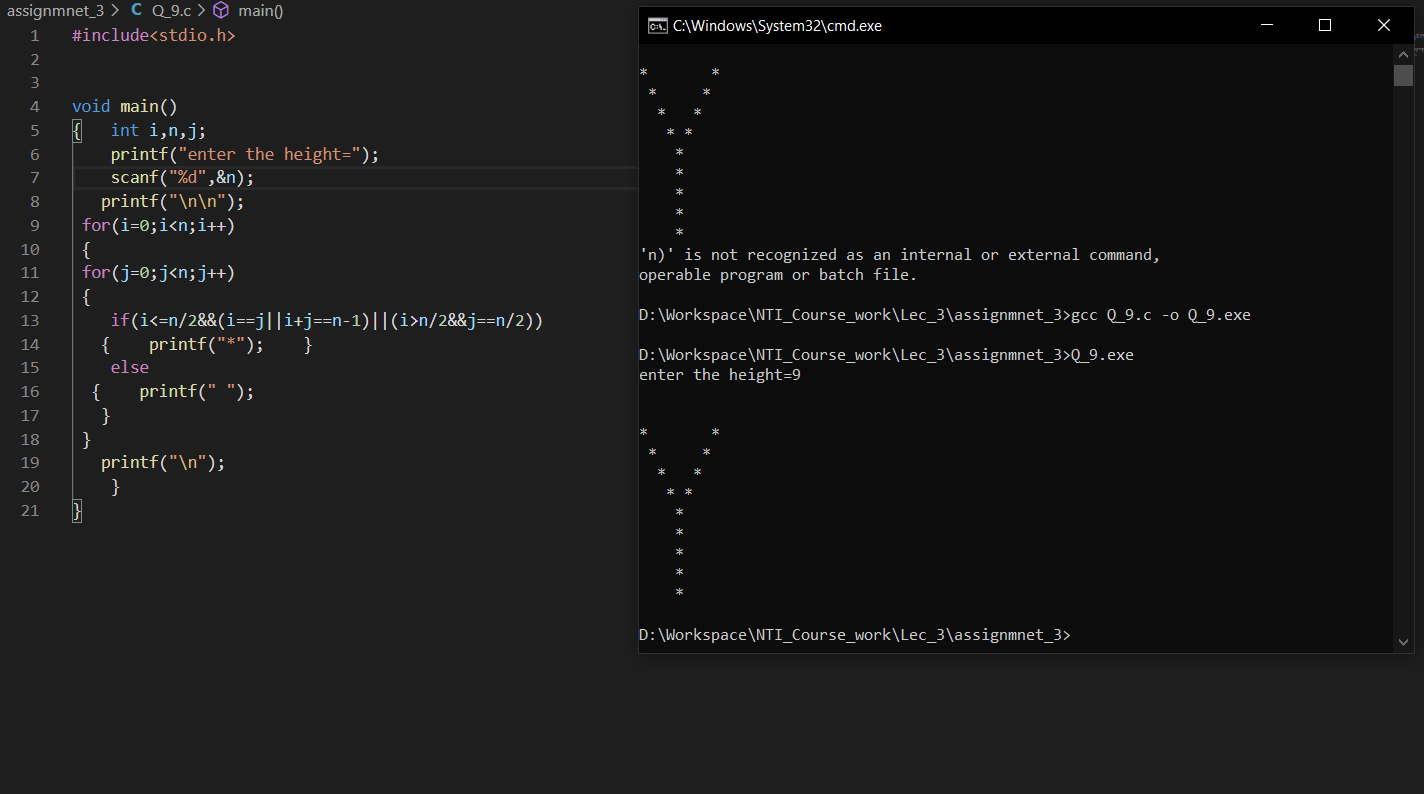 assignmnet_3 > C Q_9.c > main()
1 #include<stdio.h>
2
3
4 void main()
5 {   int i,n,j;
6     printf("enter the height=");
7     scanf("%d",&n);
8    printf("\n\n");
9  for(i=0;i<n;i++)
10  {
11  for(j=0;j<n;j++)
12  {
13     if(i<=n/2&&(i==j||i+j==n-1)||(i>n/2&&j==n/2))
14    {    printf("*");    }
15     else
16   {    printf(" ");
17    }
18  }
19    printf("\n");
20     }
21 }
C:\Windows\System32\cmd.exe
*       *
 *     *
  *   *
   * *
    *
    *
    *
    *
    *
'n)' is not recognized as an internal or external command,
operable program or batch file.
D:\Workspace\NTI_Course_work\Lec_3\assignmnet_3>gcc Q_9.c -o Q_9.exe
D:\Workspace\NTI_Course_work\Lec_3\assignmnet_3>Q_9.exe
enter the height=9
*       *
 *     *
  *   *
   * *
    *
    *
    *
    *
    *
D:\Workspace\NTI_Course_work\Lec_3\assignmnet_3>